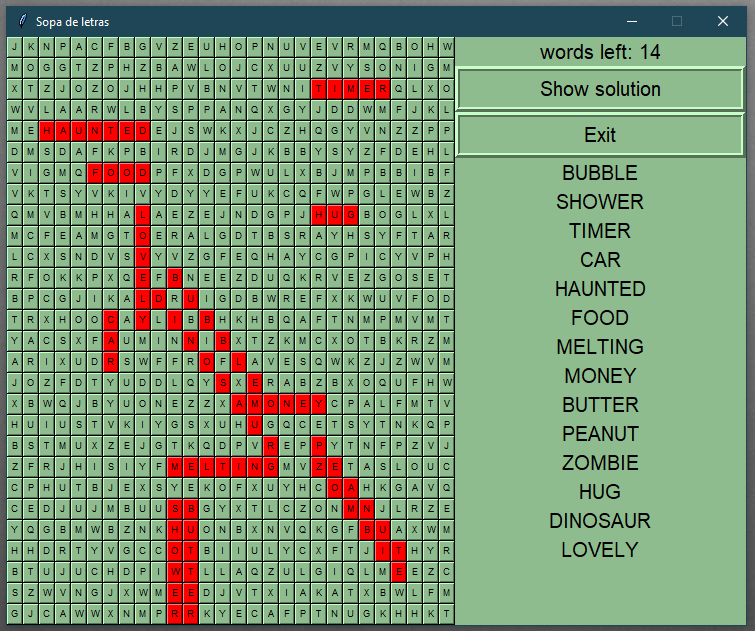 Sopa de letras
J K N P A C F B G V Z E U H O P N U V E V R M Q B O H W
M O G G T Z P H Z B A W L O J C X U U Z V Y S O N I G M
X T Z J O Z O J H H P V B N V T W N I T I M E R Q L X O
W V L A A R W L B Y S P P A N Q X G Y J D D W M F J K L
M E H A U N T E D E J S W K X J C Z H Q G Y V N Z Z P P
D M S D A F K P B I R D J M G J K B B Y S Y Z F D E H L
V I G M Q F O O D P F X D G P W U L X B J M P B B I B F
V K T S Y V K I V Y D Y Y E F U K C Q F W P G L E W B Z
Q M V B M H H A L A E Z E J N D G P J H U G B O G L X L
M C F E A M G T O E R A L G D T B S R A Y H S Y F T A R
L C X S N D V S V Y V Z G F E Q H A Y C G P I C Y V P H
R F O K K P X Q E F B N E E Z D U Q K R V E Z G O S E T
B P C G J I K A L D R U I G D B W R E F X K W U V F O D
T R X H O O C A Y L I B B H K H B Q A F T N M P M V M T
Y A C S X F A U M I N N I B X T Z K M C X O T B K R Z M
A R I X U D R S W F F R O F L A V E S Q W K Z J Z W V M
J O Z F D T Y U D D L Q Y S X E R A B Z B X O Q U F H W
X B W Q J B Y U O N E Z Z X A M O N E Y C P A L F M T V
H U I U S T V K I Y G S X U H U G Q C E T S Y T N K Q P
B S T M U X Z E J G T K Q D P V R E P P Y T N F P Z V J
Z F R J H I S I Y F M E L T I N G M V Z E T A S L O U C
C P H U T B J E X S Y E K O F X U Y H C O A H K G A V Q
C E D J U J M B U U S B G Y X T L C Z O N M N J L R Z E
Y Q G B M W B Z N K H U O N B X N V Q K G F B U A X W M
H H D R T Y V G C C O T B I I U L Y C X F T J I T H Y R
B T U J U C H D P I W T L L A Q Z U L G I Q L M E E Z C
S Z W V N G J X W M E E D J V T X I A K A T X B W L F M
G J C A W W X N M P R R K Y E C A F P T N U G K H H K T
words left: 14
Show solution
Exit
BUBBLE
SHOWER
TIMER
CAR
HAUNTED
FOOD
MELTING
MONEY
BUTTER
PEANUT
ZOMBIE
HUG
DINOSAUR
LOVELY